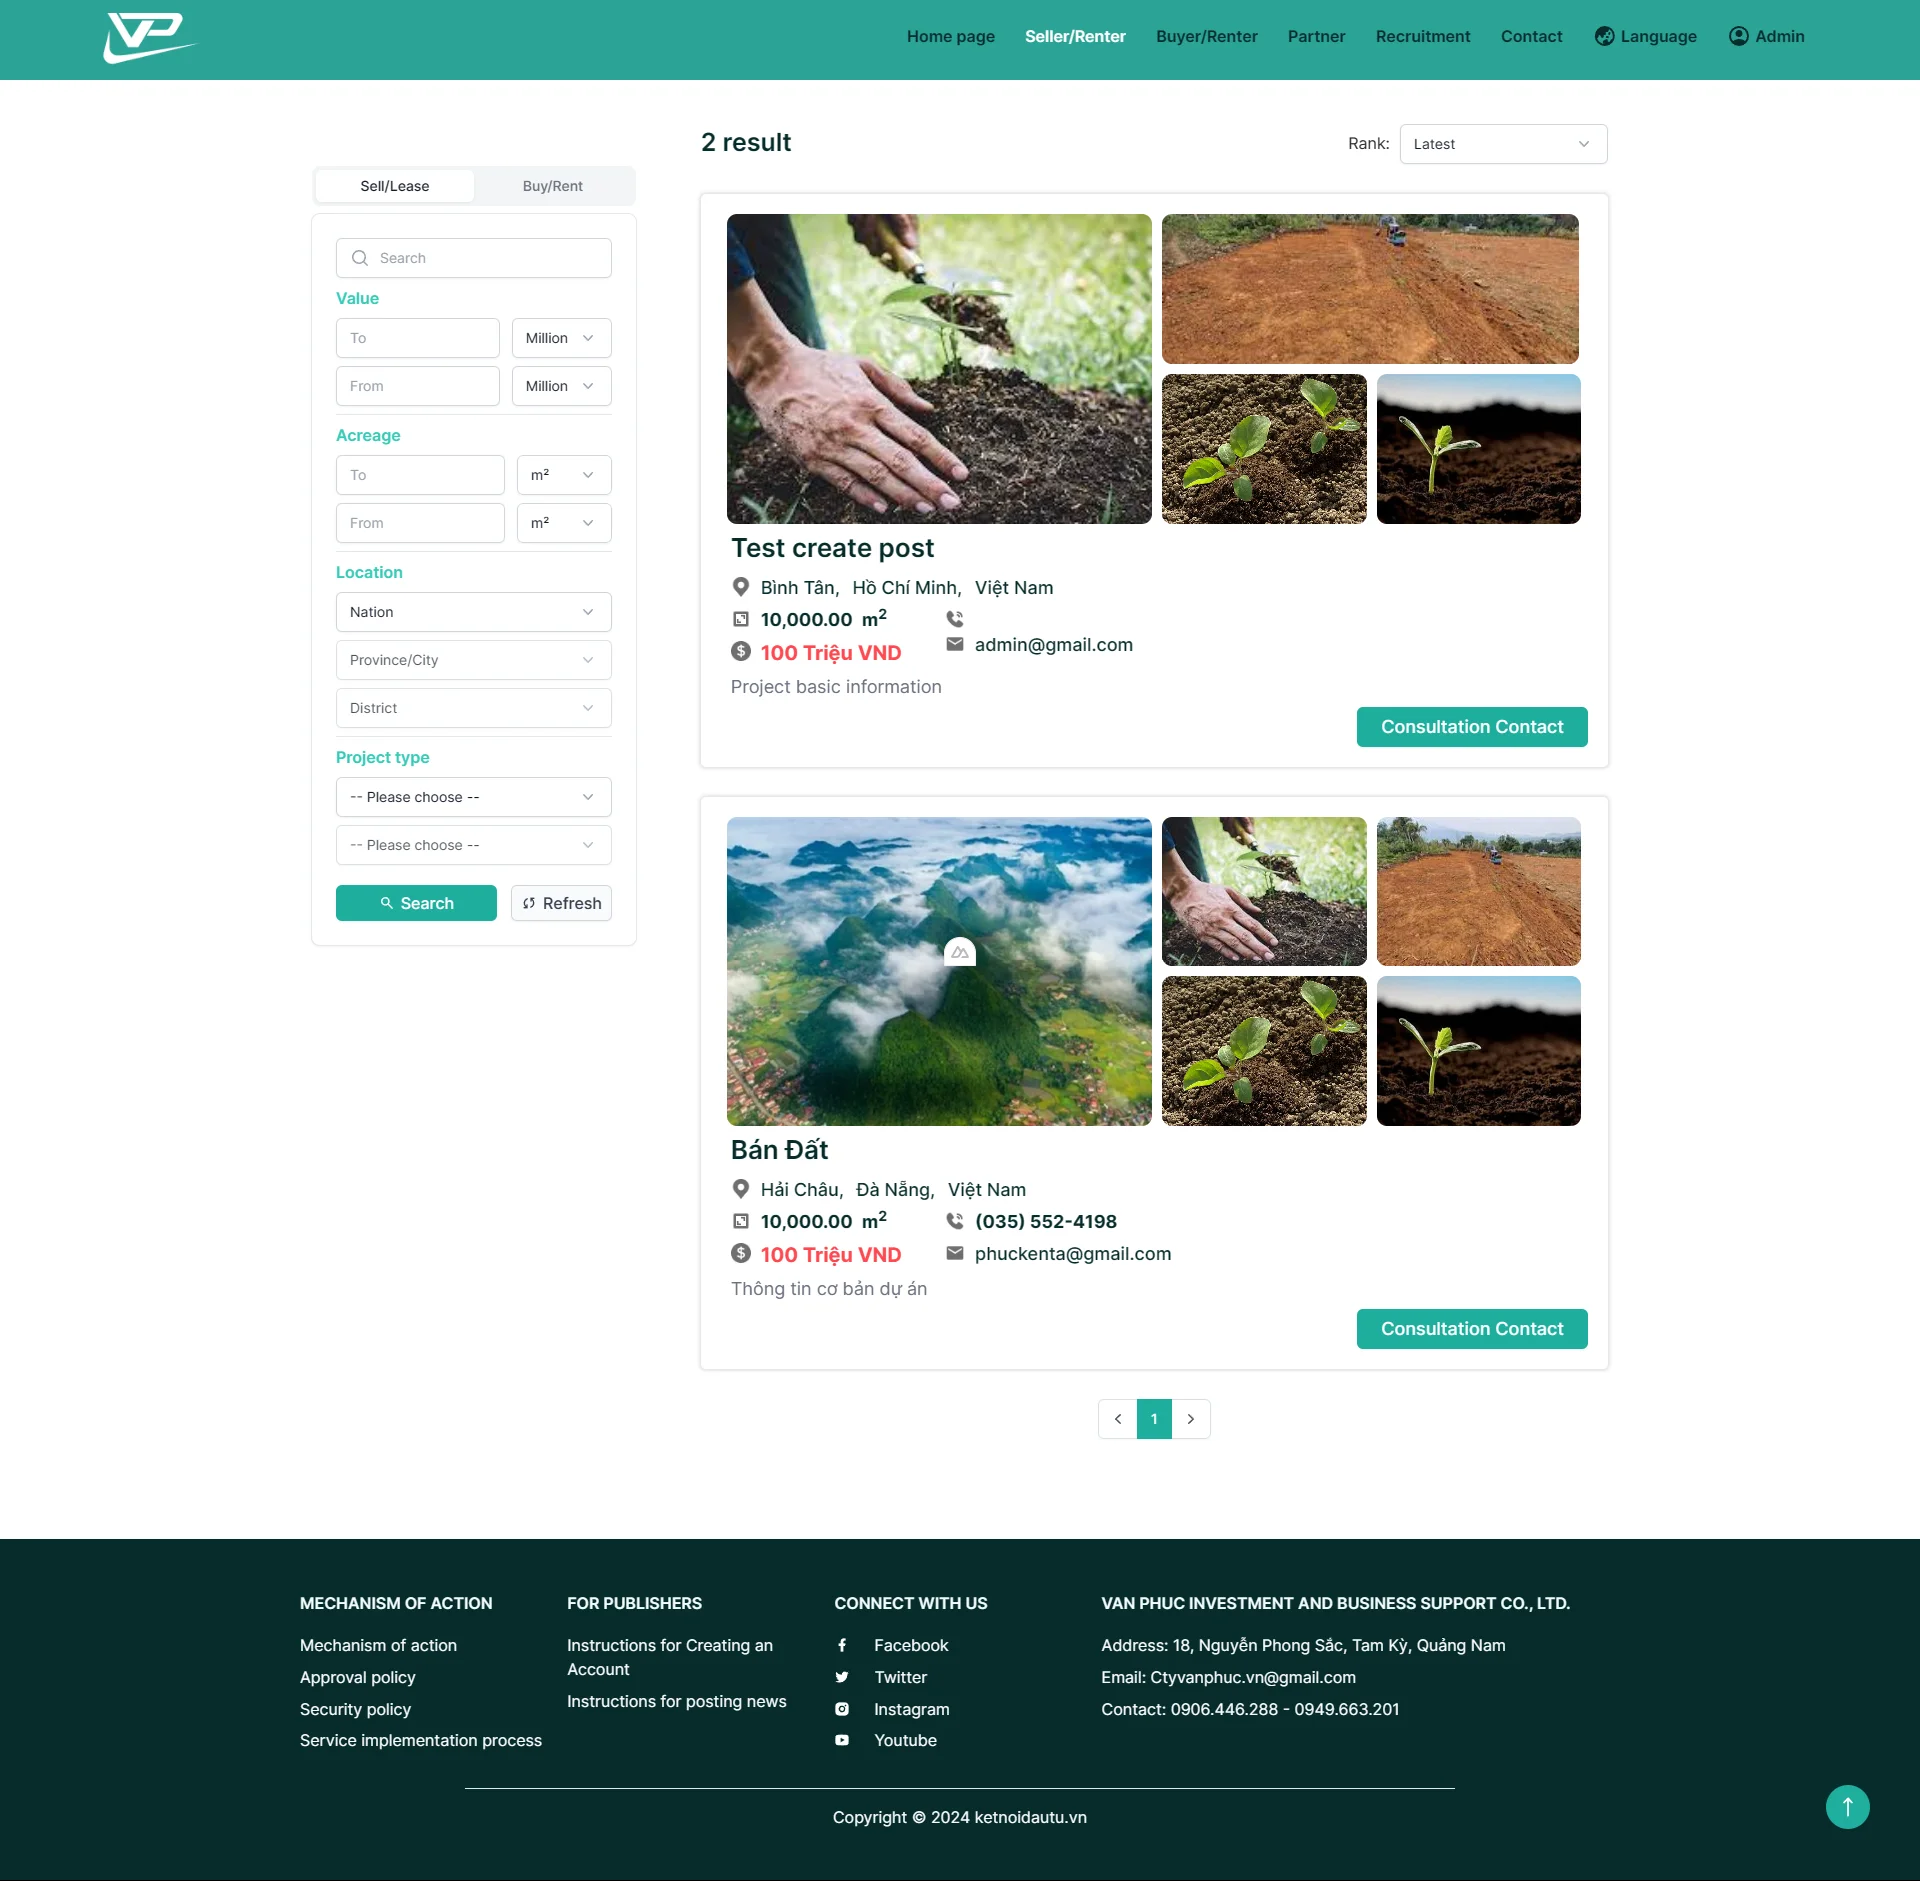 VP
Home page Seller/Renter Buyer/Renter Partner Recruitment Contact Language Admin
2 result
Rank: Latest
Sell/Lease Buy/Rent
Search
Value
To Million
From Million
Acreage
To m²
From m²
Location
Nation
Province/City
District
Project type
-- Please choose --
-- Please choose --
Search Refresh
Test create post
Bình Tân, Hồ Chí Minh, Việt Nam
10,000.00 m²
100 Triệu VND
admin@gmail.com
Project basic information
Consultation Contact
Bán Đất
Hải Châu, Đà Nẵng, Việt Nam
10,000.00 m² (035) 552-4198
100 Triệu VND phuckenta@gmail.com
Thông tin cơ bản dự án
Consultation Contact
1
MECHANISM OF ACTION
Mechanism of action
Approval policy
Security policy
Service implementation process
FOR PUBLISHERS
Instructions for Creating an
Account
Instructions for posting news
CONNECT WITH US
Facebook
Twitter
Instagram
Youtube
VAN PHUC INVESTMENT AND BUSINESS SUPPORT CO., LTD.
Address: 18, Nguyễn Phong Sắc, Tam Kỳ, Quảng Nam
Email: Ctyvanphuc.vn@gmail.com
Contact: 0906.446.288 - 0949.663.201
Copyright © 2024 ketnoidautu.vn